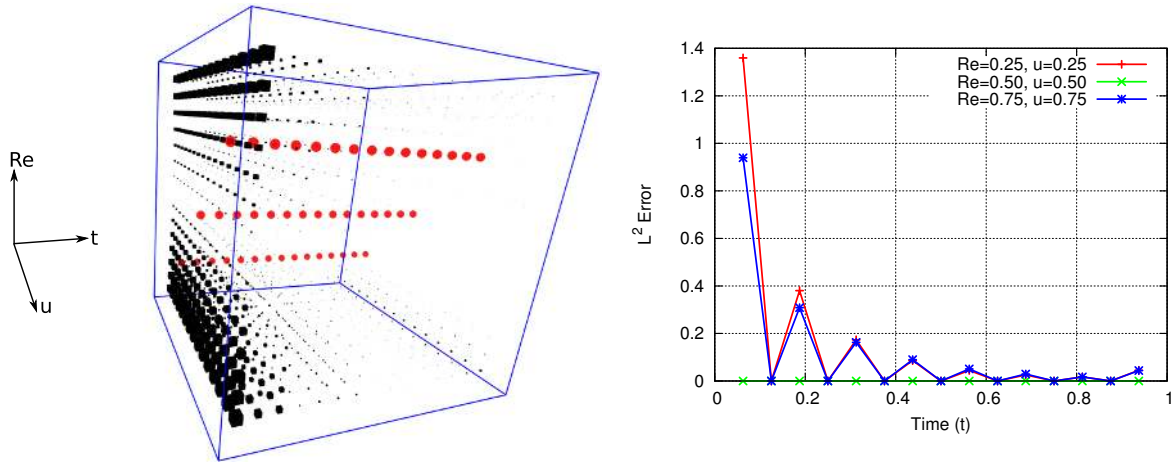 Re
t
u
Re=0.25, u=0.25
Re=0.50, u=0.50
Re=0.75, u=0.75
1.4
1.2
1
0.8
0.6
0.4
0.2
0
L² Error
0 0.2 0.4 0.6 0.8 1
Time (t)